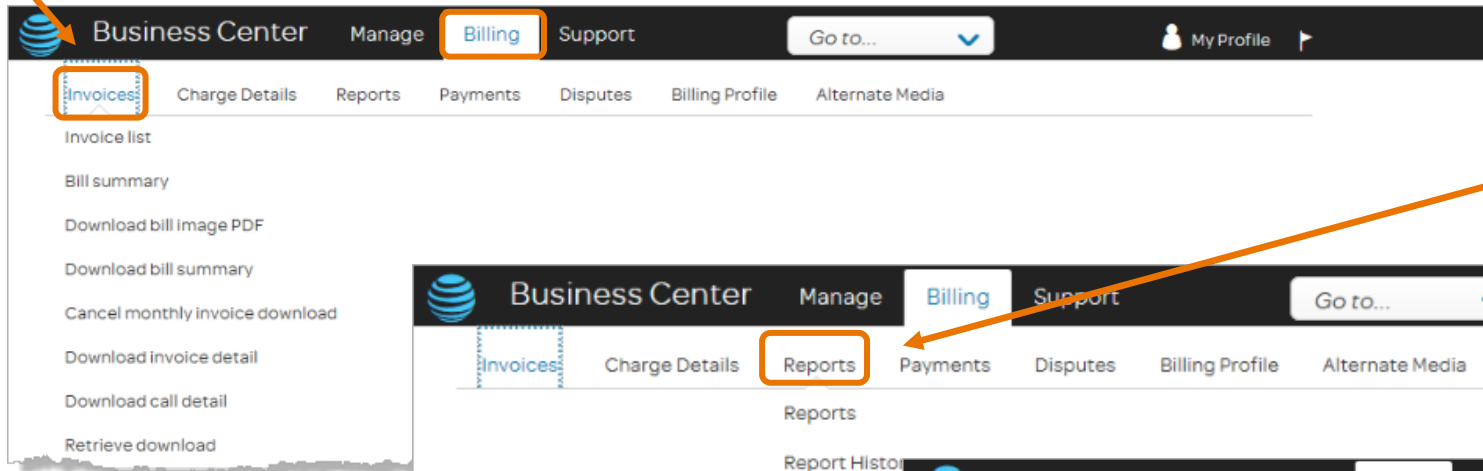 Business Center Manage Billing Support Go to... My Profile
Invoices Charge Details Reports Payments Disputes Billing Profile Alternate Media
Invoice list
Bill summary
Download bill image PDF
Download bill summary
Cancel monthly invoice download
Download invoice detail
Download call detail
Retrieve download
Business Center Manage Billing Support Go to...
Invoices Charge Details Reports Payments Disputes Billing Profile Alternate Media
Reports
Report Histor